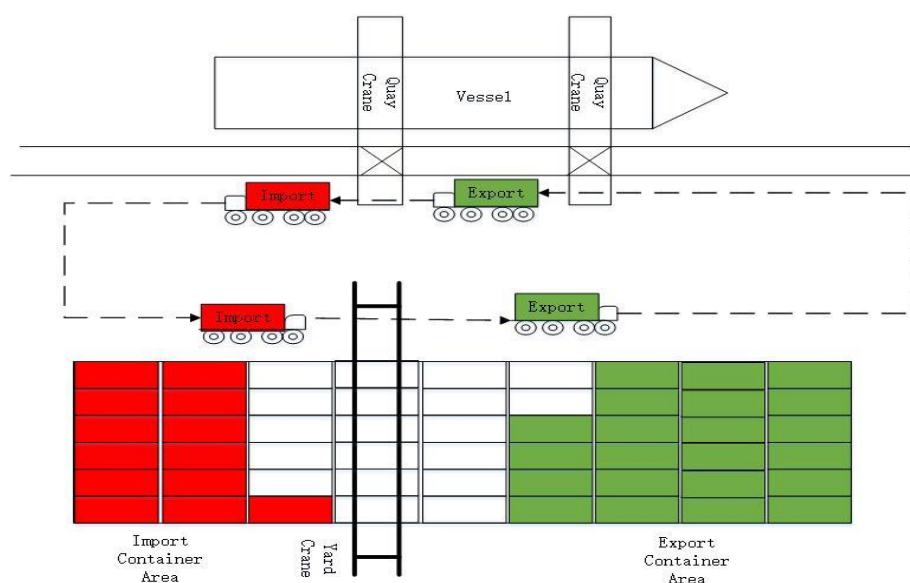 Quay
Crane
Vessel
Quay
Crane
Import
Export
Import
Export
Import
Container
Area
Yard
Crane
Export
Container
Area